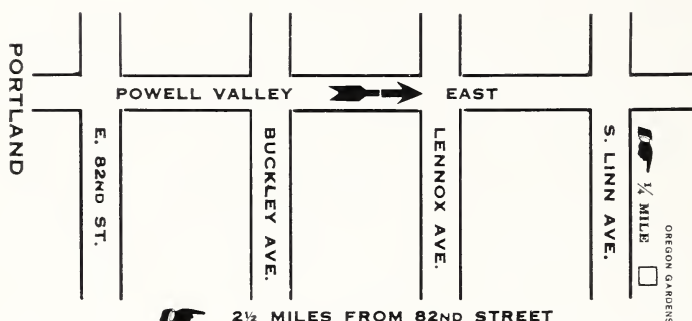 PORTLAND
POWELL VALLEY EAST
E. 82ND ST.
BUCKLEY AVE.
LENNOX AVE.
S. LINN AVE.
1/4 MILE
OREGON GARDENS
2½ MILES FROM 82ND STREET